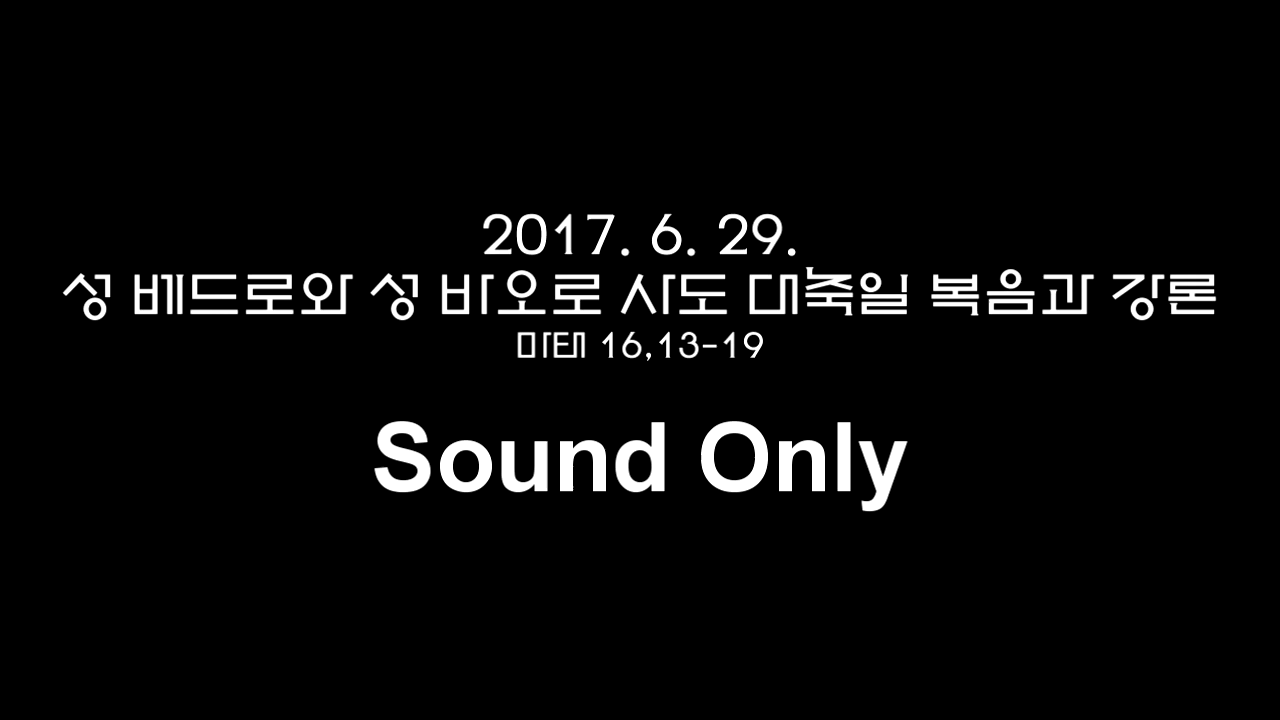 2017. 6. 29.
성 베드로와 성 바오로 사도 대축일 복음과 강론
마태 16,13-19
Sound Only